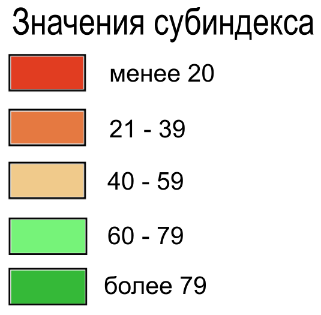 Значения субиндекса
менее 20
21 - 39
40 - 59
60 - 79
более 79